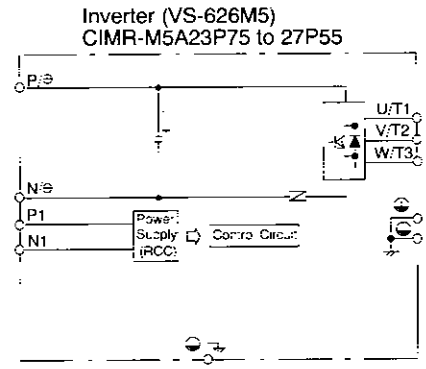 Inverter (VS-626M5)
CIMR-M5A23P75 to 27P55
P/⊖
U/T1
V/T2
W/T3
N/⊖
P1
N1
Power
Supply
(RCC)
Control Circuit